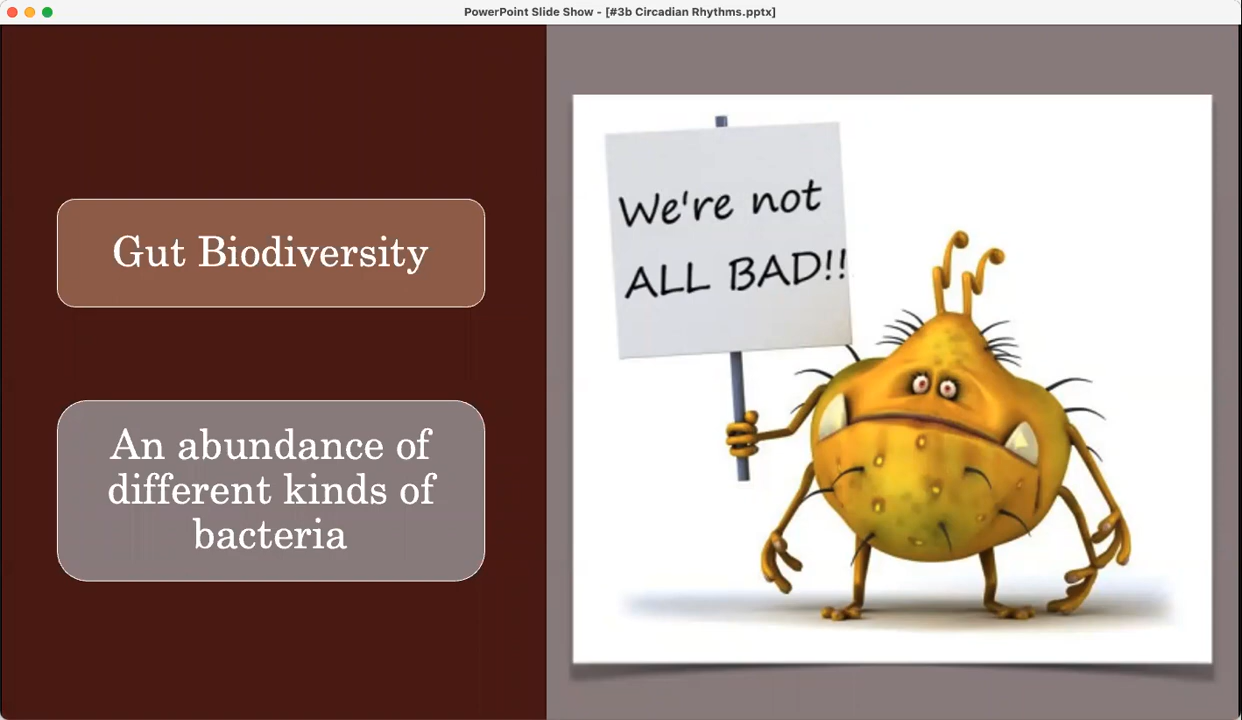 PowerPoint Slide Show - [#3b Circadian Rhythms.pptx]
Gut Biodiversity
An abundance of
different kinds of
bacteria
We're not
ALL BAD!!